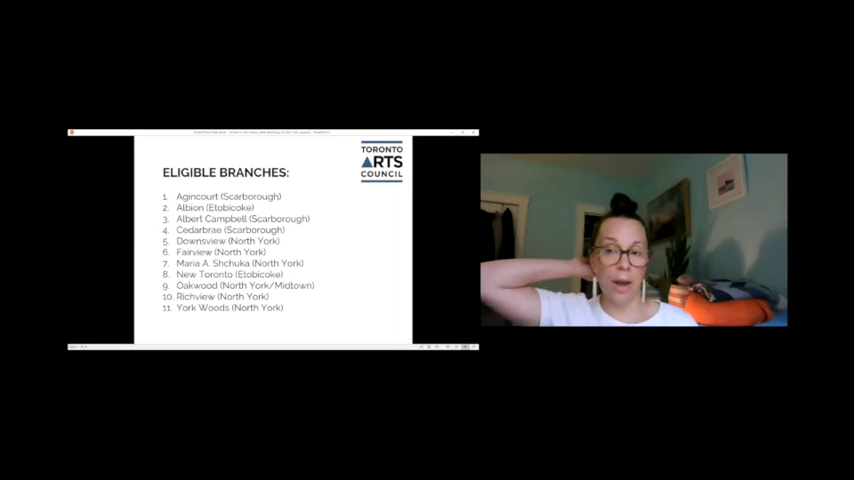 TORONTO
ARTS
COUNCIL
ELIGIBLE BRANCHES:
1. Agincourt (Scarborough)
2. Albion (Etobicoke)
3. Albert Campbell (Scarborough)
4. Cedarbrae (Scarborough)
5. Downsview (North York)
6. Fairview (North York)
7. Maria A. Shchuka (North York)
8. New Toronto (Etobicoke)
9. Oakwood (North York/Midtown)
10. Richview (North York)
11. York Woods (North York)